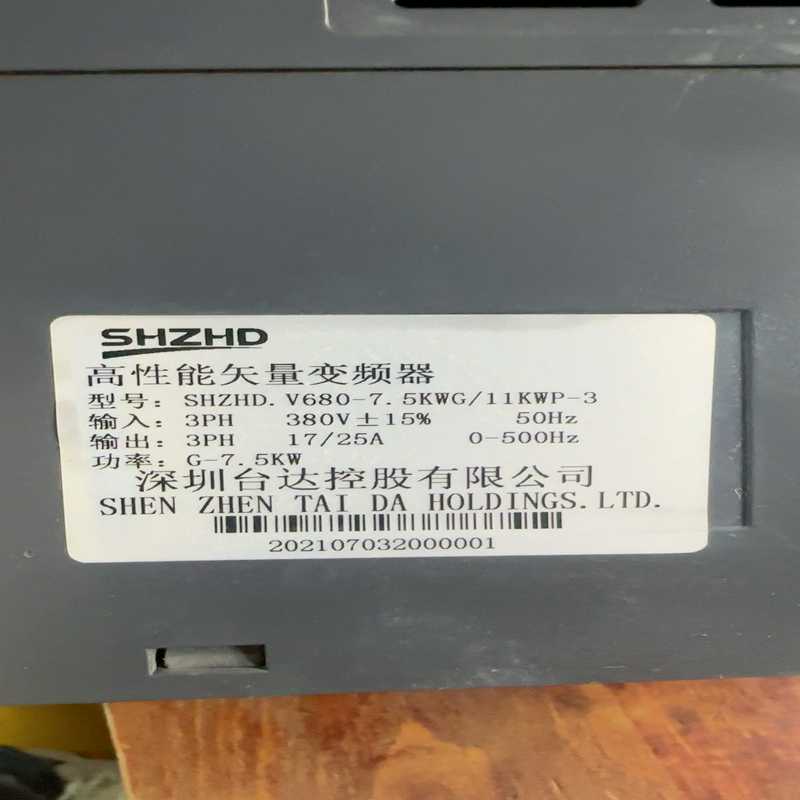 SHZHD
高性能矢量变频器
型号: SHZHD.V680-7.5KWG/11KWP-3
输入: 3PH 380V±15% 50Hz
输出: 3PH 17/25A 0-500Hz
功率: G-7.5KW
深圳台达控股有限公司
SHEN ZHEN TAI DA HOLDINGS.LTD.
202107032000001